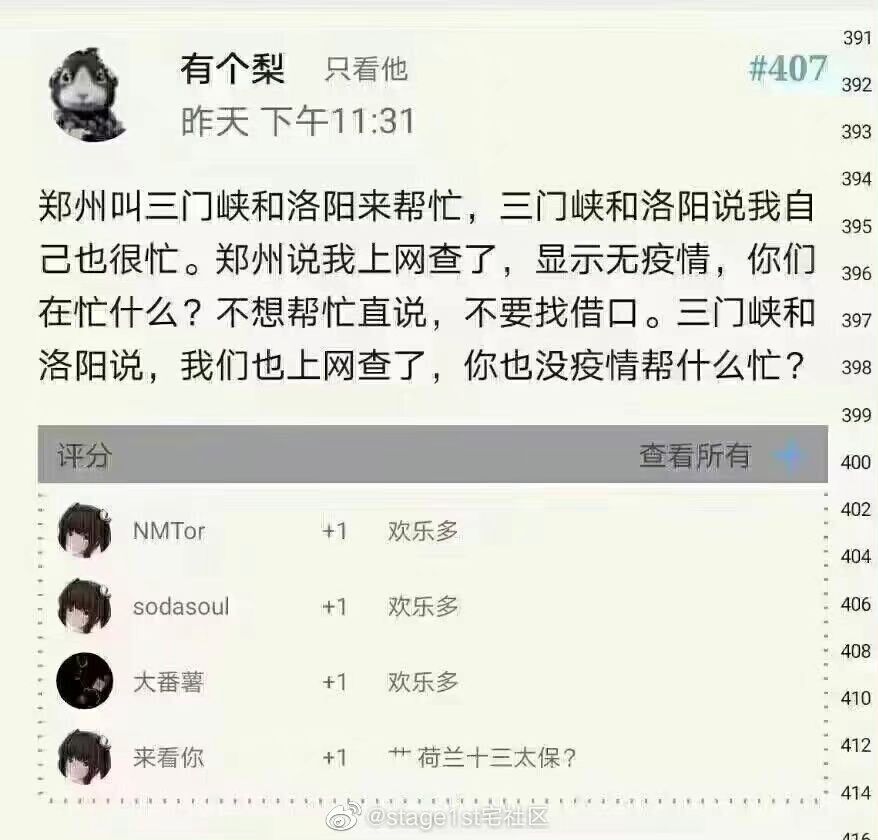 有个梨 只看他 #407
昨天 下午11:31
郑州叫三门峡和洛阳来帮忙，三门峡和洛阳说我自
己也很忙。郑州说我上网查了，显示无疫情，你们
在忙什么？不想帮忙直说，不要找借口。三门峡和
洛阳说，我们也上网查了，你也没疫情帮什么忙？
评分 查看所有 +
NMTor +1 欢乐多
sodasoul +1 欢乐多
大番薯 +1 欢乐多
来看你 +1 艹 荷兰十三太保？
@stage1st宅社区
391
392
393
394
395
396
397
398
399
400
402
404
406
408
410
412
414
416